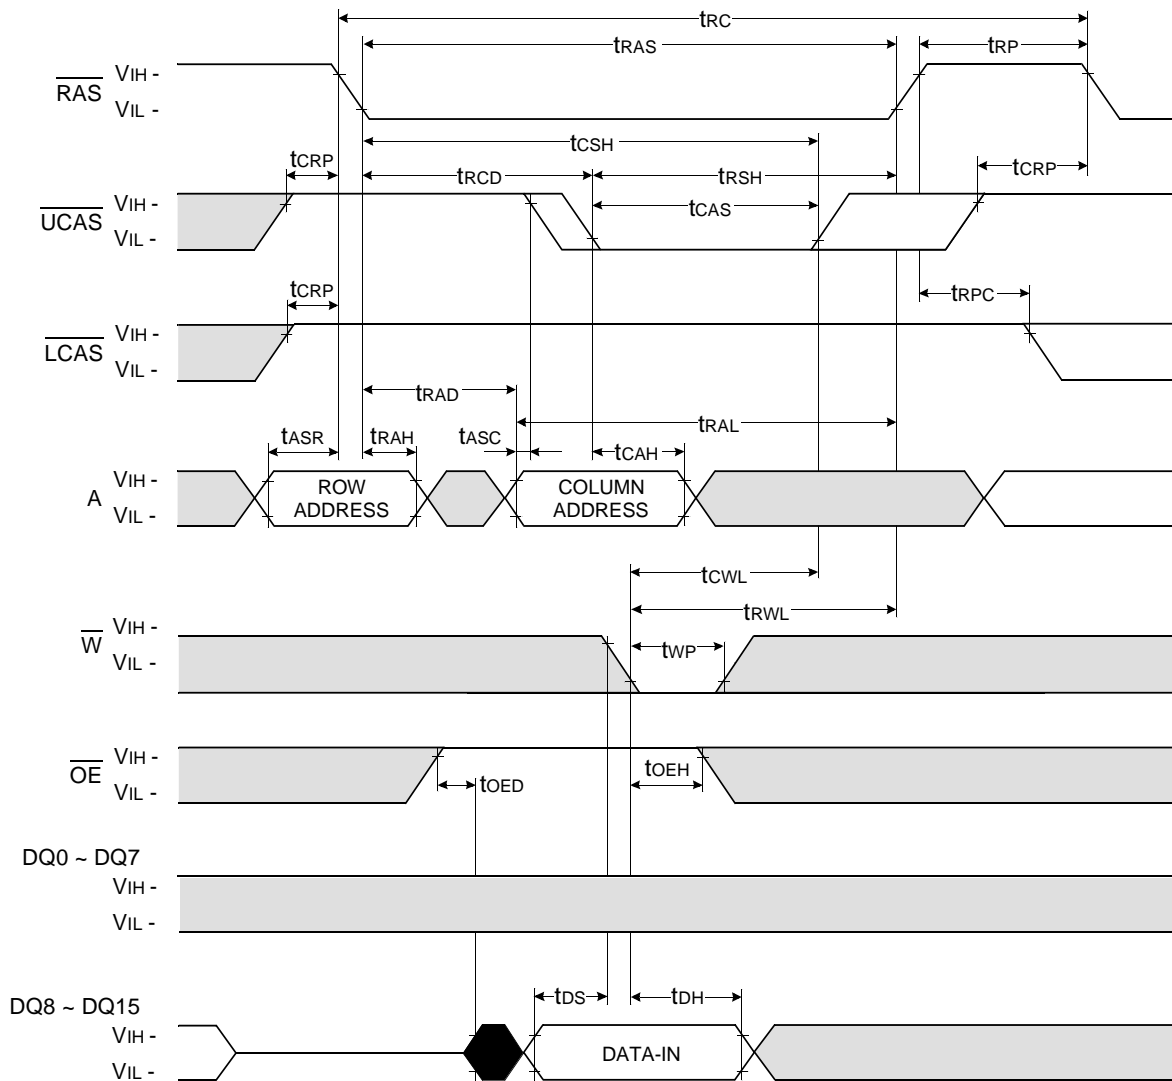 tRC
tRAS
tRP
RAS
VIH -
VIL -
tCSH
tCRP
tRCD
tRSH
tCRP
UCAS
VIH -
VIL -
tCAS
tCRP
tRPC
LCAS
VIH -
VIL -
tRAD
tRAL
tASR
tRAH
tASC
tCAH
A
VIH -
VIL -
ROW
ADDRESS
COLUMN
ADDRESS
tCWL
tRWL
W
VIH -
VIL -
tWP
OE
VIH -
VIL -
tOED
tOEH
DQ0 ~ DQ7
VIH -
VIL -
DQ8 ~ DQ15
VIH -
VIL -
tDS
tDH
DATA-IN